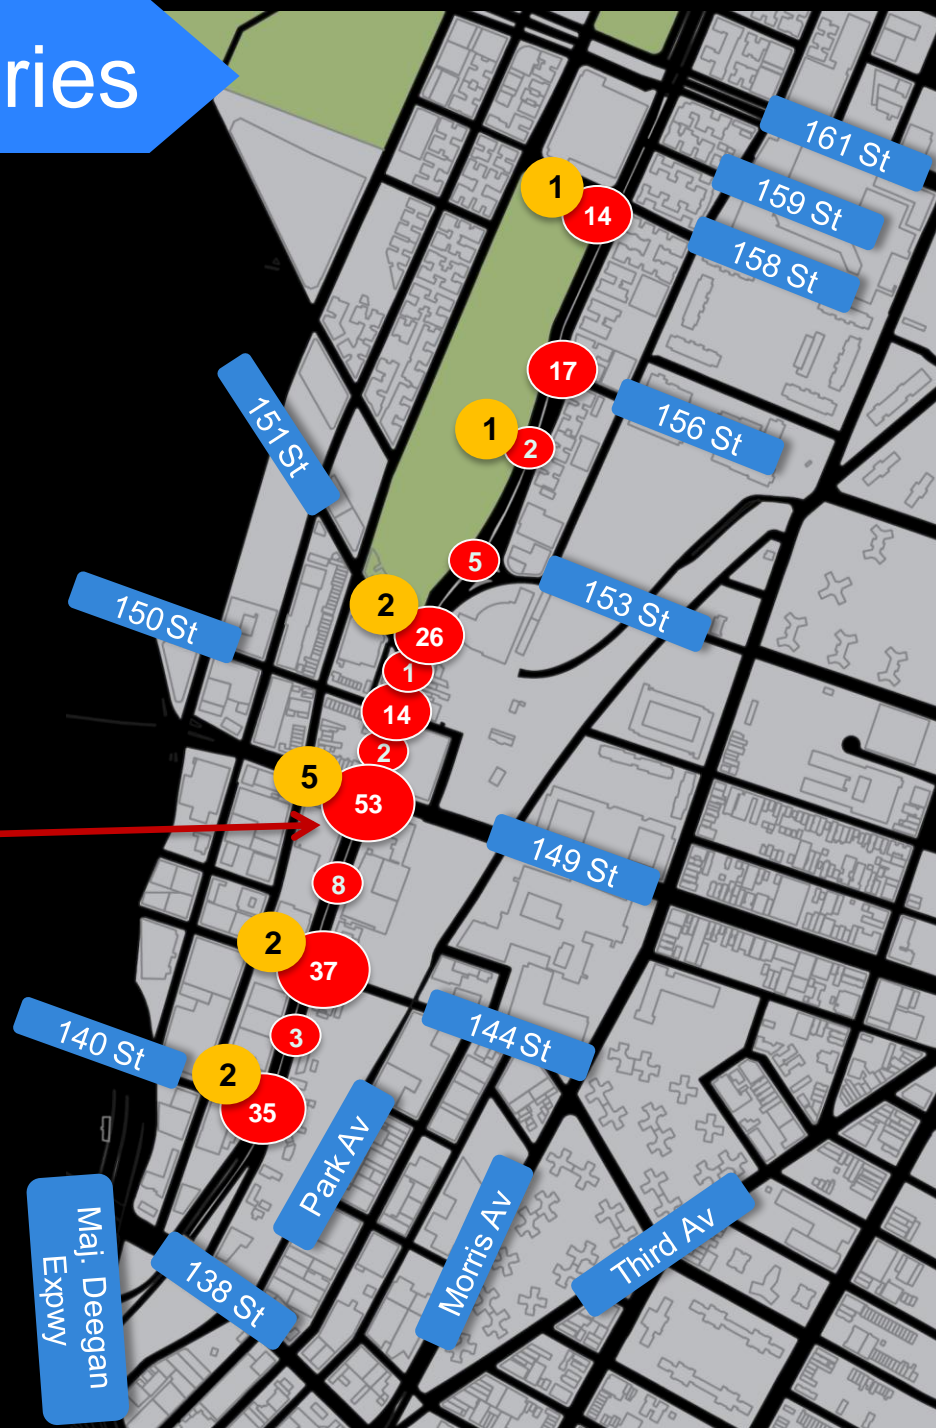 ries
161 St
159 St
158 St
1
14
17
156 St
151 St
1
2
5
153 St
150 St
2
26
1
14
2
5
53
149 St
8
2
37
144 St
3
140 St
2
35
Park Av
Morris Av
Third Av
Maj. Deegan
Expwy
138 St